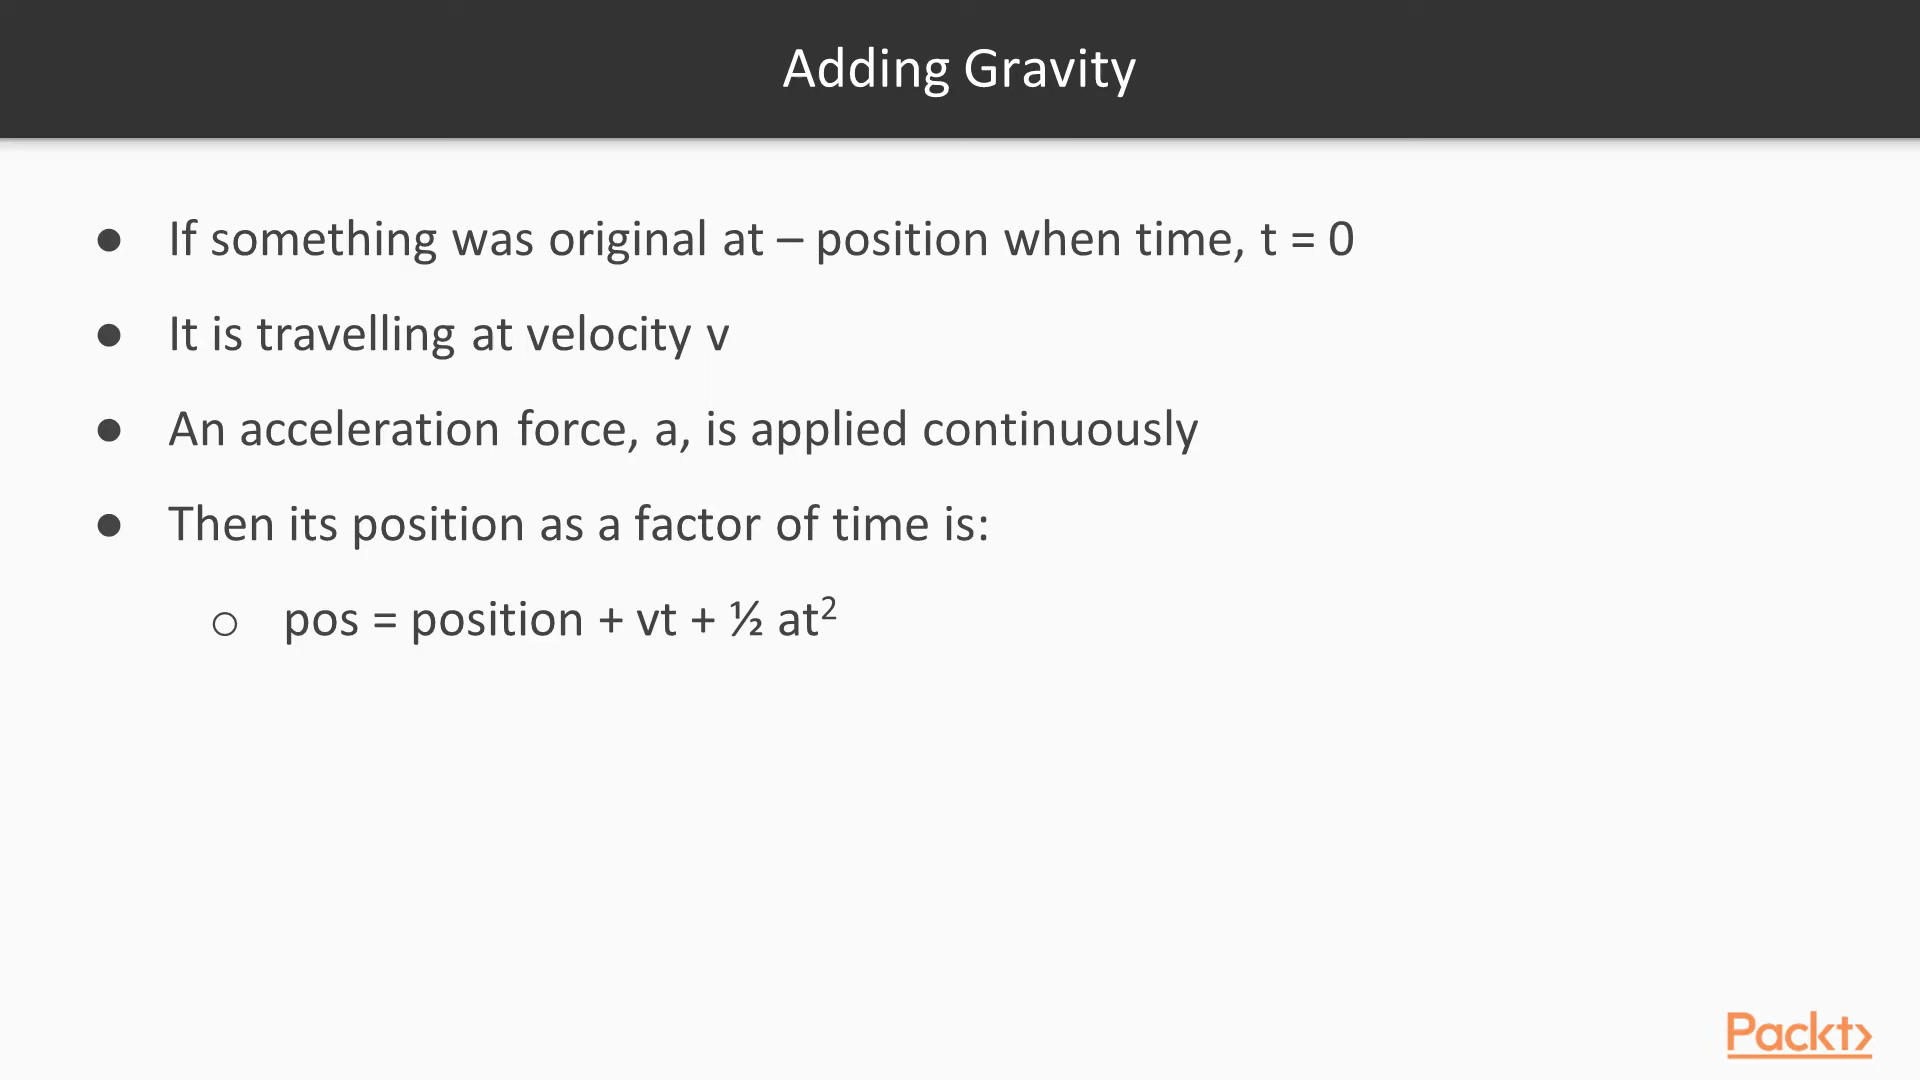 Adding Gravity
● If something was original at – position when time, t = 0
● It is travelling at velocity v
● An acceleration force, a, is applied continuously
● Then its position as a factor of time is:
○ pos = position + vt + ½ at²
Packt>